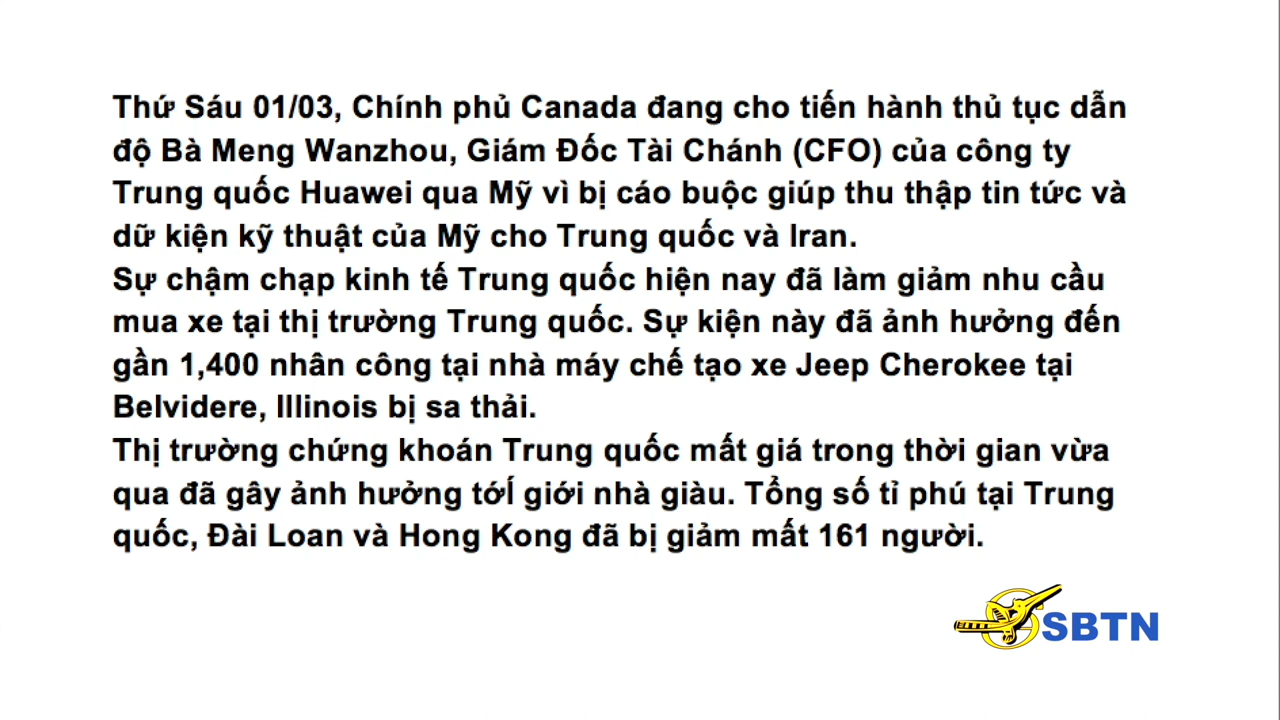 Thứ Sáu 01/03, Chính phủ Canada đang cho tiến hành thủ tục dẫn
độ Bà Meng Wanzhou, Giám Đốc Tài Chánh (CFO) của công ty
Trung quốc Huawei qua Mỹ vì bị cáo buộc giúp thu thập tin tức và
dữ kiện kỹ thuật của Mỹ cho Trung quốc và Iran.
Sự chậm chạp kinh tế Trung quốc hiện nay đã làm giảm nhu cầu
mua xe tại thị trường Trung quốc. Sự kiện này đã ảnh hưởng đến
gần 1,400 nhân công tại nhà máy chế tạo xe Jeep Cherokee tại
Belvidere, Illinois bị sa thải.
Thị trường chứng khoán Trung quốc mất giá trong thời gian vừa
qua đã gây ảnh hưởng tớĺ giới nhà giàu. Tổng số tỉ phú tại Trung
quốc, Đài Loan và Hong Kong đã bị giảm mất 161 người.
SBTN